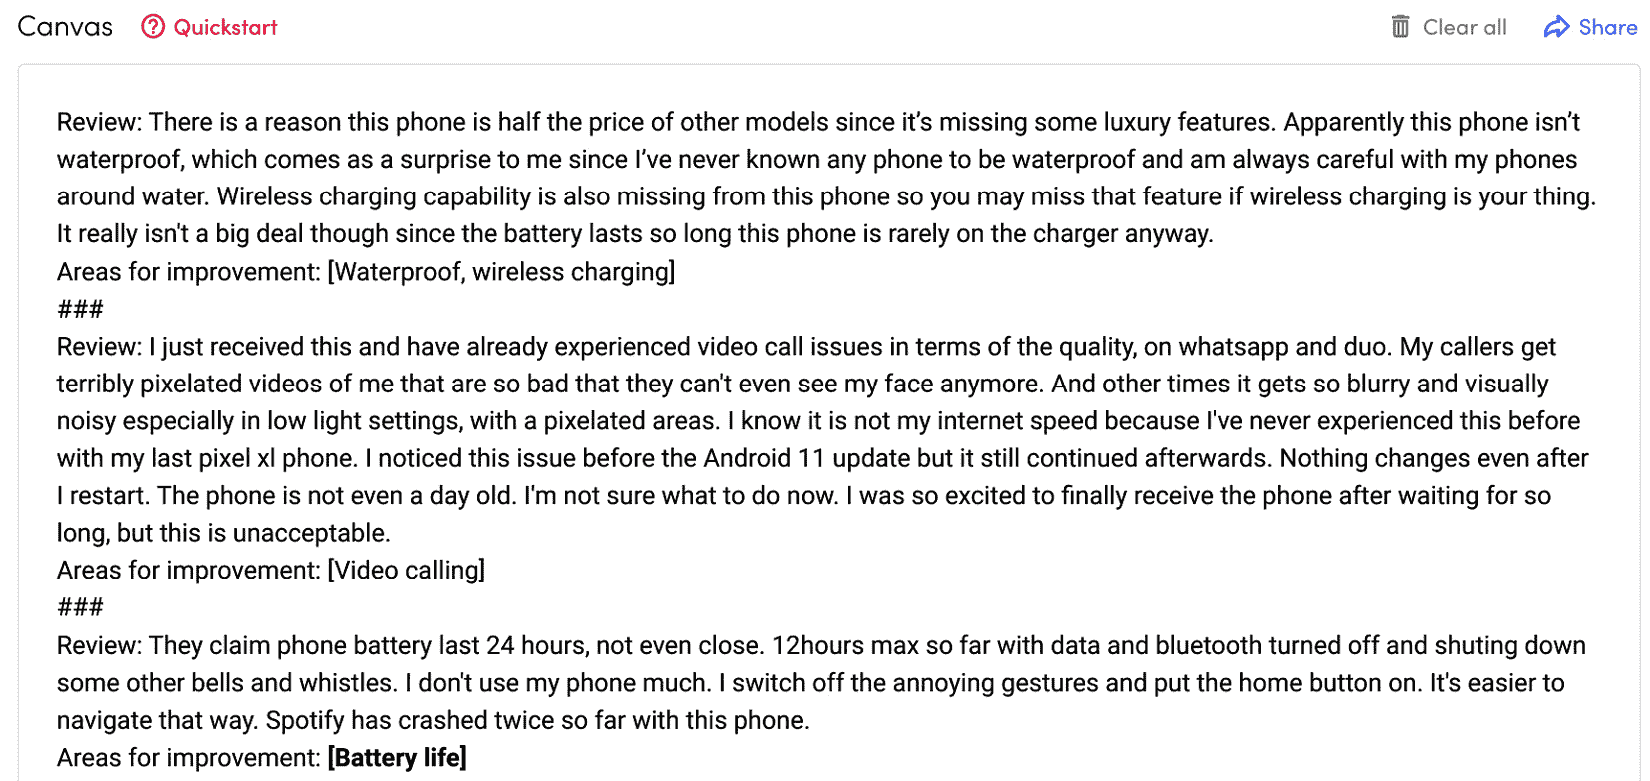 Canvas Quickstart Clear all Share
Review: There is a reason this phone is half the price of other models since it’s missing some luxury features. Apparently this phone isn’t
waterproof, which comes as a surprise to me since I’ve never known any phone to be waterproof and am always careful with my phones
around water. Wireless charging capability is also missing from this phone so you may miss that feature if wireless charging is your thing.
It really isn't a big deal though since the battery lasts so long this phone is rarely on the charger anyway.
Areas for improvement: [Waterproof, wireless charging]
###
Review: I just received this and have already experienced video call issues in terms of the quality, on whatsapp and duo. My callers get
terribly pixelated videos of me that are so bad that they can't even see my face anymore. And other times it gets so blurry and visually
noisy especially in low light settings, with a pixelated areas. I know it is not my internet speed because I've never experienced this before
with my last pixel xl phone. I noticed this issue before the Android 11 update but it still continued afterwards. Nothing changes even after
I restart. The phone is not even a day old. I'm not sure what to do now. I was so excited to finally receive the phone after waiting for so
long, but this is unacceptable.
Areas for improvement: [Video calling]
###
Review: They claim phone battery last 24 hours, not even close. 12hours max so far with data and bluetooth turned off and shuting down
some other bells and whistles. I don't use my phone much. I switch off the annoying gestures and put the home button on. It's easier to
navigate that way. Spotify has crashed twice so far with this phone.
Areas for improvement: [Battery life]